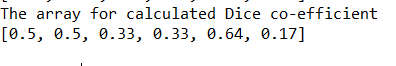 The array for calculated Dice co-efficient
[0.5, 0.5, 0.33, 0.33, 0.64, 0.17]